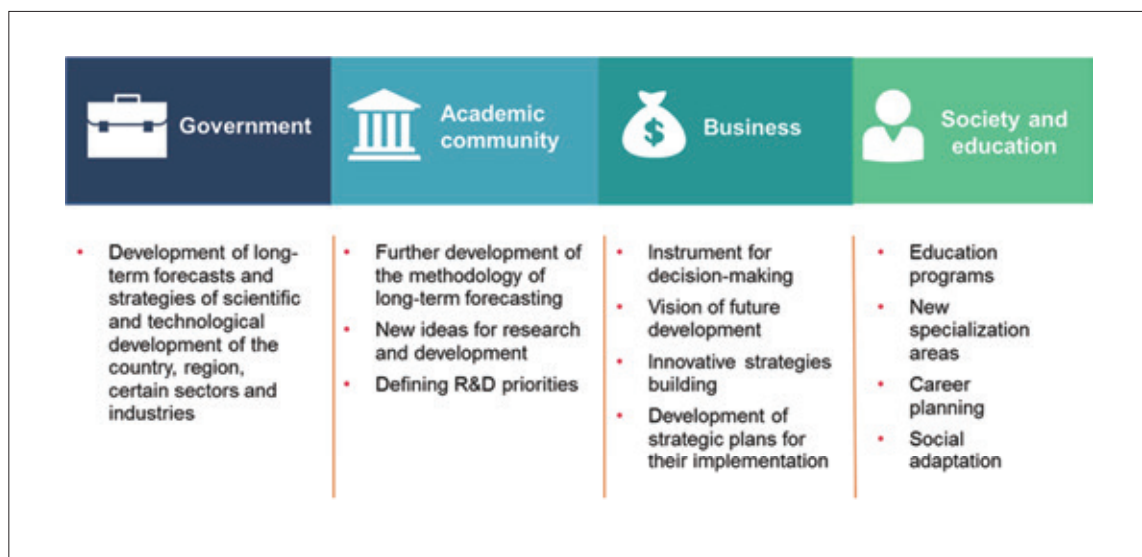 Government
Academic
community
$
Business
Society and
education
• Development of long-
term forecasts and
strategies of scientific
and technological
development of the
country, region,
certain sectors and
industries
• Further development of
the methodology of
long-term forecasting
• New ideas for research
and development
• Defining R&D priorities
• Instrument for
decision-making
• Vision of future
development
• Innovative strategies
building
• Development of
strategic plans for
their implementation
• Education
programs
• New
specialization
areas
• Career
planning
• Social
adaptation